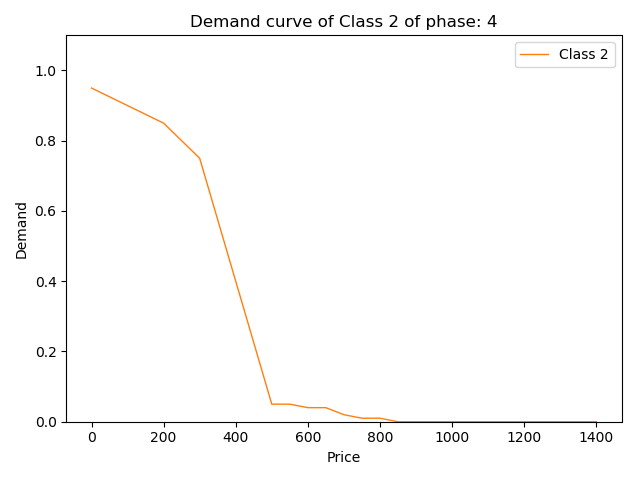 Demand curve of Class 2 of phase: 4
Class 2
1.0
0.8
0.6
0.4
0.2
0.0
Demand
0 200 400 600 800 1000 1200 1400
Price